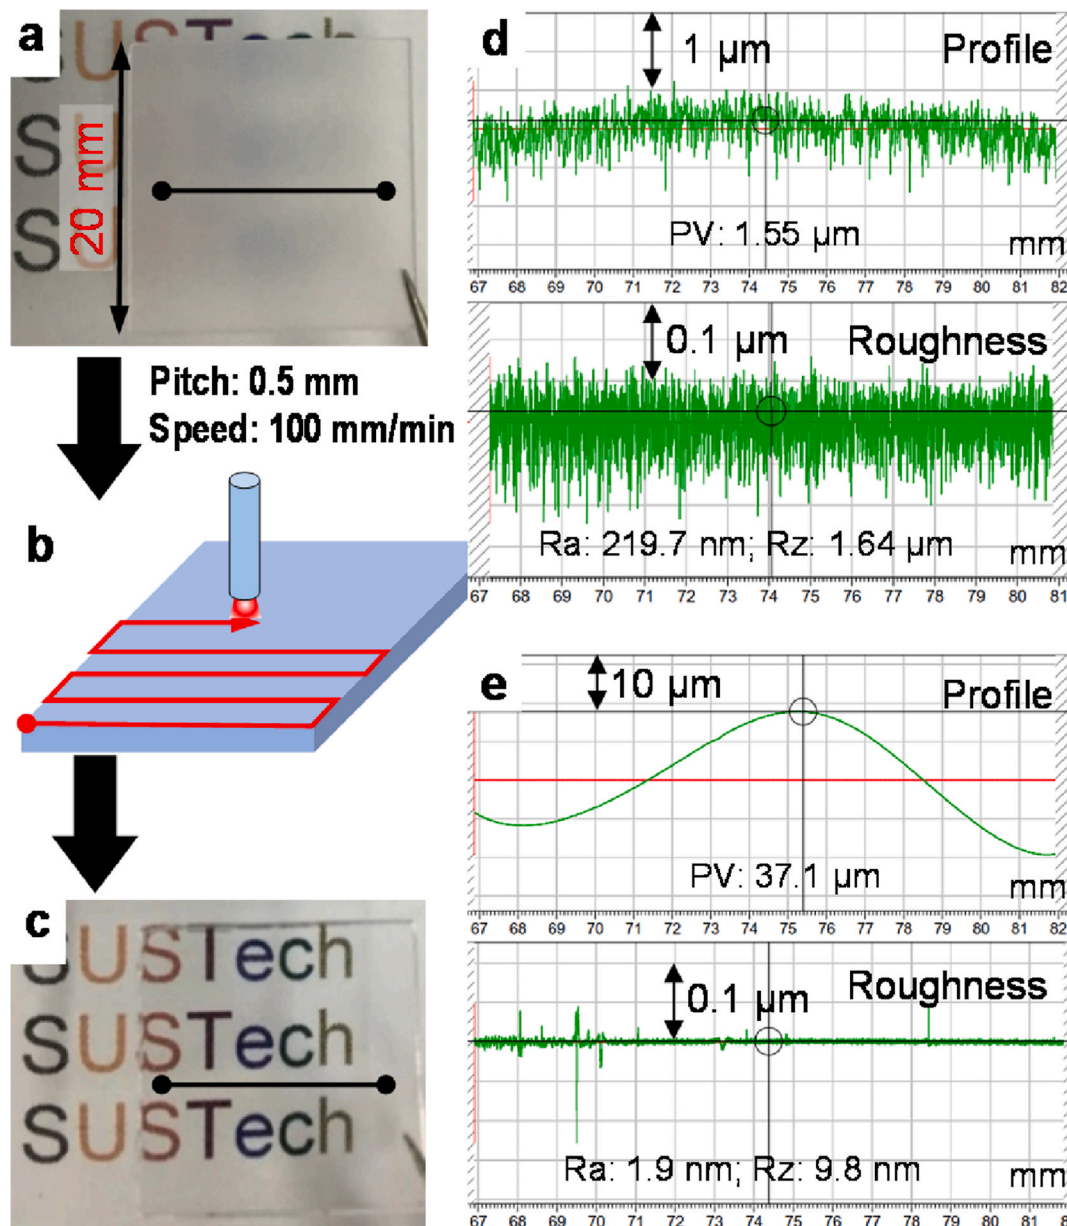 a
SUSTech
S U
SU
20 mm
Pitch: 0.5 mm
Speed: 100 mm/min
b
c
SUSTech
SUSTech
SUSTech
d
1 µm
Profile
PV: 1.55 µm
mm
67 68 69 70 71 72 73 74 75 76 77 78 79 80 81 82
0.1 µm
Roughness
Ra: 219.7 nm; Rz: 1.64 µm
mm
67 68 69 70 71 72 73 74 75 76 77 78 79 80 81
e
10 µm
Profile
PV: 37.1 µm
mm
67 68 69 70 71 72 73 74 75 76 77 78 79 80 81 82
0.1 µm
Roughness
Ra: 1.9 nm; Rz: 9.8 nm
mm
67 68 69 70 71 72 73 74 75 76 77 78 79 80 81